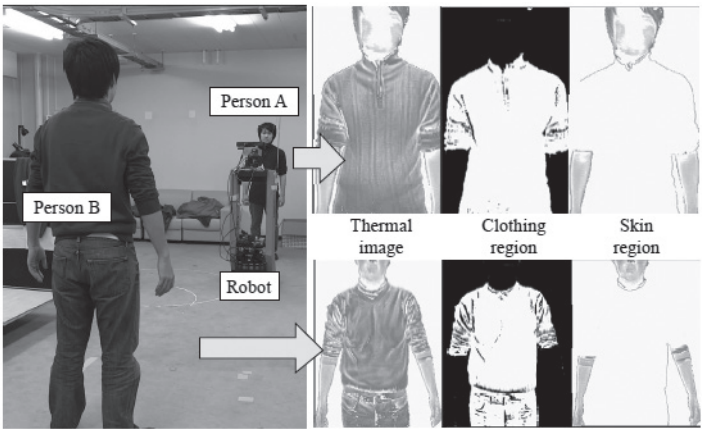 Person A
Person B
Robot
Thermal
image
Clothing
region
Skin
region